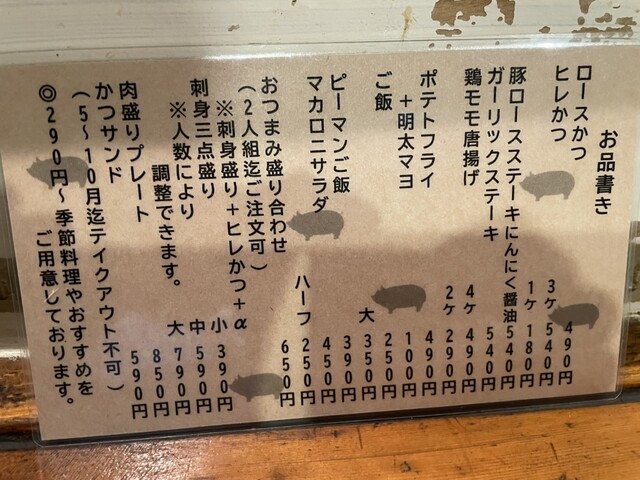 お品書き
ロースかつ 490円
ヒレかつ 3ケ 540円
1ケ 180円
豚ロースステーキにんにく醤油 540円
ガーリックステーキ 540円
鶏モモ唐揚げ 4ケ 490円
2ケ 290円
ポテトフライ 490円
+明太マヨ 100円
ご飯 250円
大 350円
ピーマンご飯 390円
マカロニサラダ 450円
ハーフ 250円
おつまみ盛り合わせ 650円
(2人組迄ご注文可)
※刺身盛り+ヒレかつ+α
刺身三点盛り 小 390円
※人数により 中 590円
調整できます。 大 790円
肉盛りプレート 850円
かつサンド 590円
(5〜10月迄テイクアウト不可)
◎290円〜季節料理やおすすめを
ご用意しております。